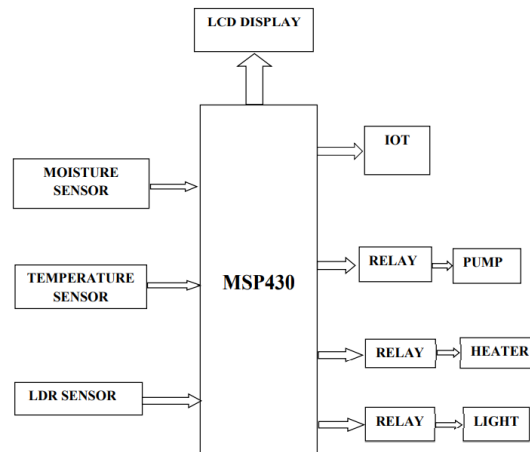 LCD DISPLAY
IOT
MOISTURE
SENSOR
RELAY
PUMP
TEMPERATURE
SENSOR
MSP430
RELAY
HEATER
LDR SENSOR
RELAY
LIGHT